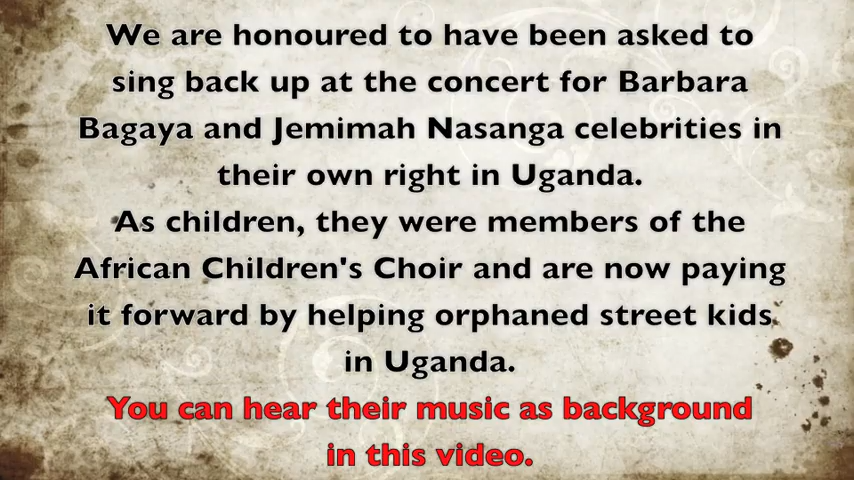 We are honoured to have been asked to
sing back up at the concert for Barbara
Bagaya and Jemimah Nasanga celebrities in
their own right in Uganda.
As children, they were members of the
African Children's Choir and are now paying
it forward by helping orphaned street kids
in Uganda.
You can hear their music as background
in this video.